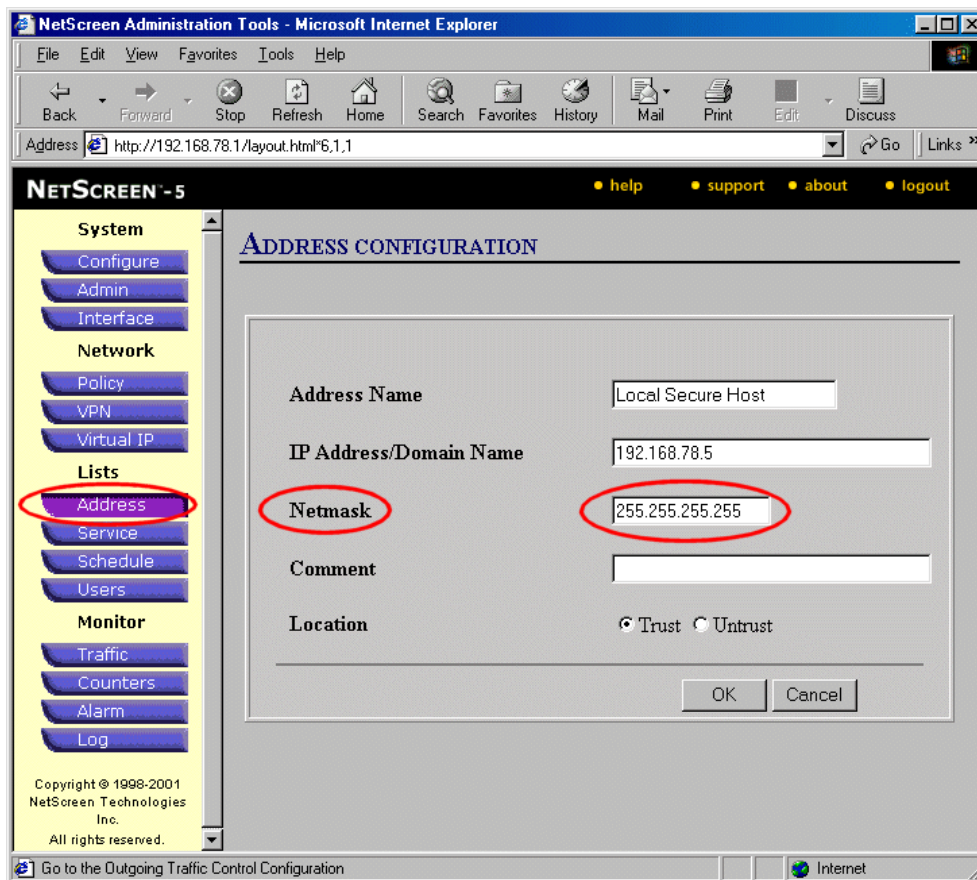 NetScreen Administration Tools - Microsoft Internet Explorer
File Edit View Favorites Tools Help
Back Forward Stop Refresh Home Search Favorites History Mail Print Edit Discuss
Address http://192.168.78.1/layout.html*6,1,1 Go Links »
NETSCREEN™-5
help support about logout
System
Configure
Admin
Interface
Network
Policy
VPN
Virtual IP
Lists
Address
Service
Schedule
Users
Monitor
Traffic
Counters
Alarm
Log
Copyright © 1998-2001
NetScreen Technologies
Inc.
All rights reserved.
ADDRESS CONFIGURATION
Address Name Local Secure Host
IP Address/Domain Name 192.168.78.5
Netmask 255.255.255.255
Comment
Location Trust Untrust
OK Cancel
Go to the Outgoing Traffic Control Configuration Internet